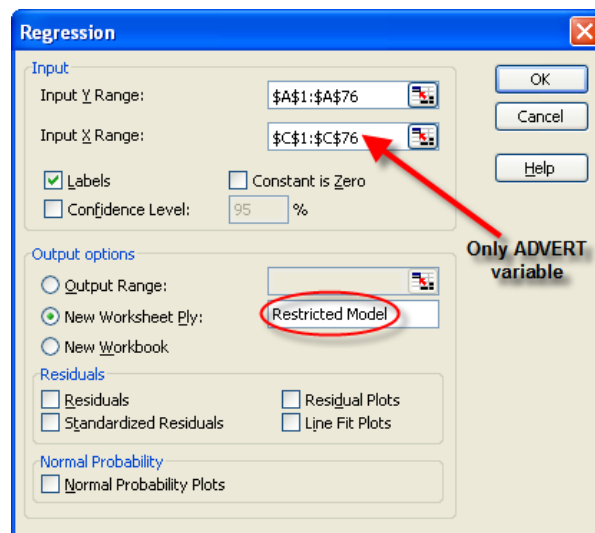 Regression
Input
Input Y Range:
$A$1:$A$76
Input X Range:
$C$1:$C$76
Labels
Constant is Zero
Confidence Level:
95
%
OK
Cancel
Help
Only ADVERT
variable
Output options
Output Range:
New Worksheet Ply:
Restricted Model
New Workbook
Residuals
Residuals
Residual Plots
Standardized Residuals
Line Fit Plots
Normal Probability
Normal Probability Plots